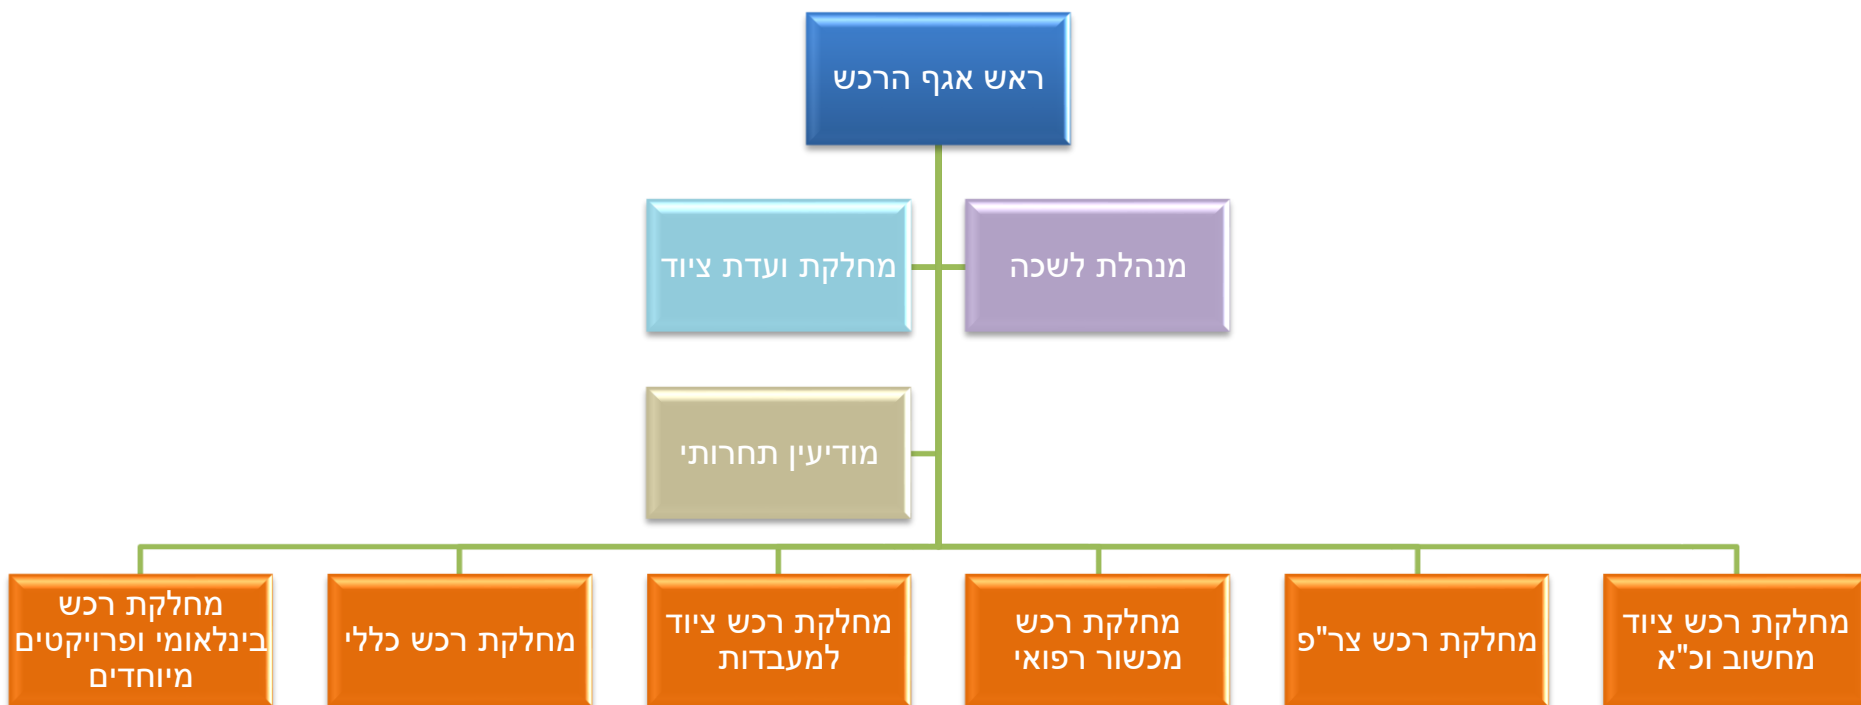 ראש אגף הרכש
מנהלת לשכה
מחלקת ועדת ציוד
מודיעין תחרותי
מחלקת רכש ציוד
מחשוב וכ"א
מחלקת רכש צר"פ
מחלקת רכש
מכשור רפואי
מחלקת רכש ציוד
למעבדות
מחלקת רכש כללי
מחלקת רכש
בינלאומי ופרויקטים
מיוחדים